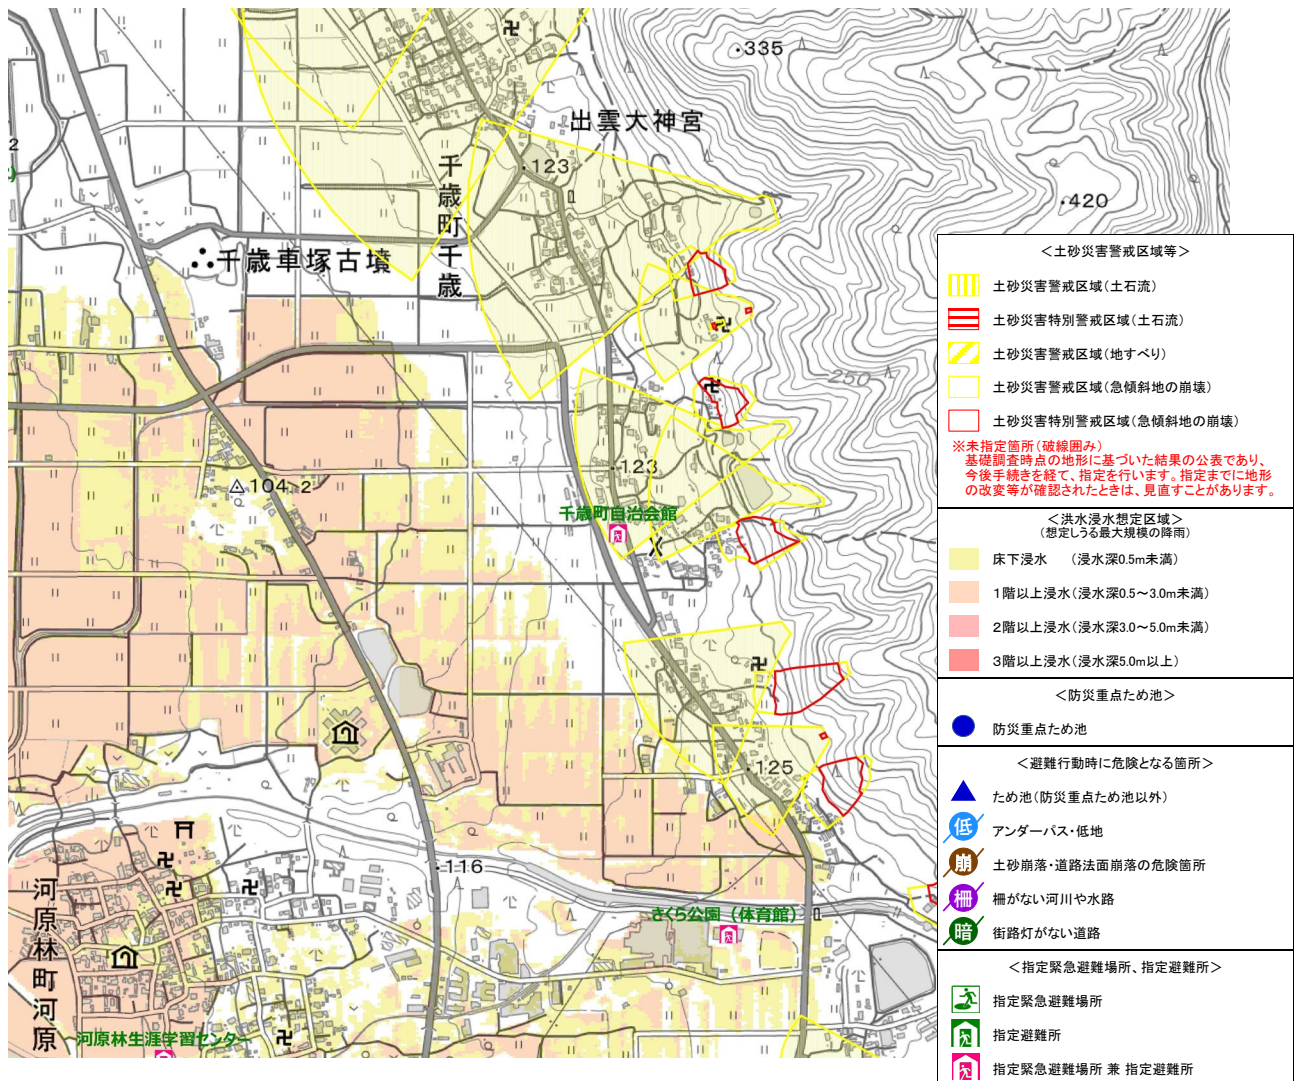 335
出雲大神宮
2
123
千歳町千歳
420
千歳車塚古墳
250
123
104.2
千歳町自治会館
125
116
さくら公園（体育館）
河原林町河原
河原林生涯学習センター
＜土砂災害警戒区域等＞
土砂災害警戒区域（土石流）
土砂災害特別警戒区域（土石流）
土砂災害警戒区域（地すべり）
土砂災害警戒区域（急傾斜地の崩壊）
土砂災害特別警戒区域（急傾斜地の崩壊）
※未指定箇所（破線囲み）
基礎調査時点の地形に基づいた結果の公表であり、
今後手続きを経て、指定を行います。指定までに地形
の改変等が確認されたときは、見直すことがあります。
＜洪水浸水想定区域＞
（想定しうる最大規模の降雨）
床下浸水　（浸水深0.5m未満）
1階以上浸水（浸水深0.5～3.0m未満）
2階以上浸水（浸水深3.0～5.0m未満）
3階以上浸水（浸水深5.0m以上）
＜防災重点ため池＞
防災重点ため池
＜避難行動時に危険となる箇所＞
ため池（防災重点ため池以外）
低 アンダーパス・低地
崩 土砂崩落・道路法面崩落の危険箇所
柵 柵がない河川や水路
暗 街路灯がない道路
＜指定緊急避難場所、指定避難所＞
指定緊急避難場所
指定避難所
指定緊急避難場所 兼 指定避難所